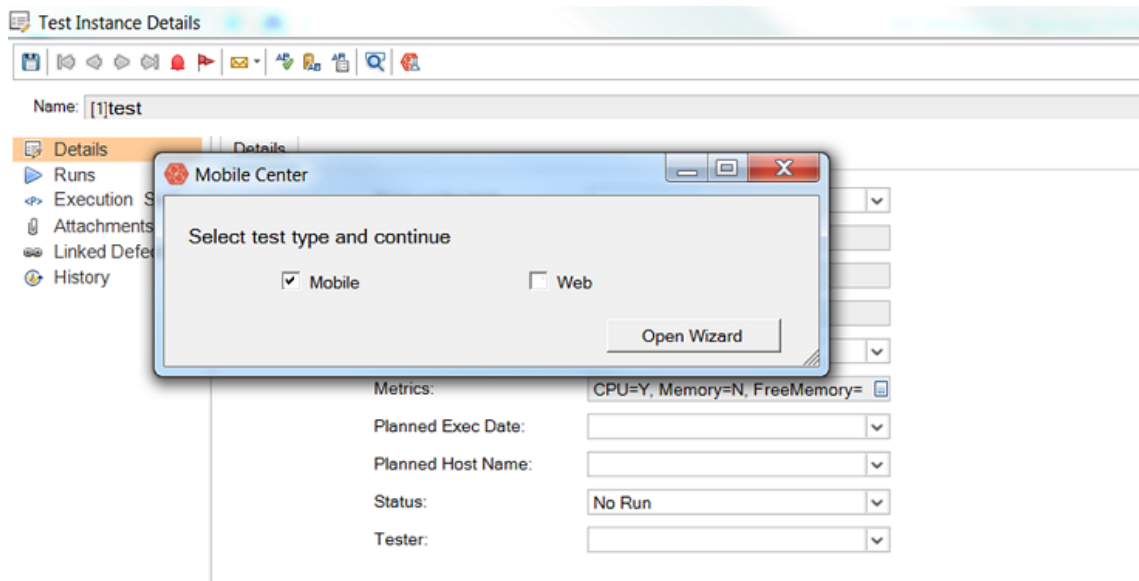 Test Instance Details
Name: [1]test
Details
Details
Runs
Mobile Center
Execution S
Attachments
Select test type and continue
Linked Defe
History
Mobile
Web
Open Wizard
Metrics: CPU=Y, Memory=N, FreeMemory=
Planned Exec Date:
Planned Host Name:
Status: No Run
Tester: